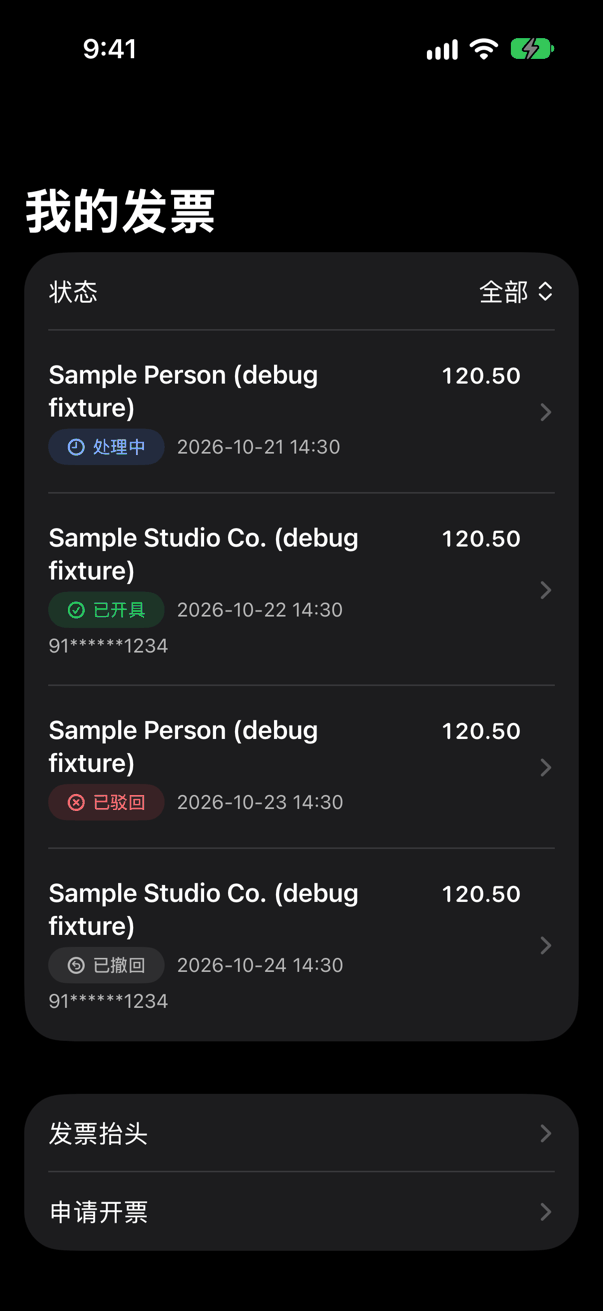 9:41
我的发票
状态 全部
Sample Person (debug 120.50
fixture)
处理中 2026-10-21 14:30
Sample Studio Co. (debug 120.50
fixture)
已开具 2026-10-22 14:30
91******1234
Sample Person (debug 120.50
fixture)
已驳回 2026-10-23 14:30
Sample Studio Co. (debug 120.50
fixture)
已撤回 2026-10-24 14:30
91******1234
发票抬头
申请开票